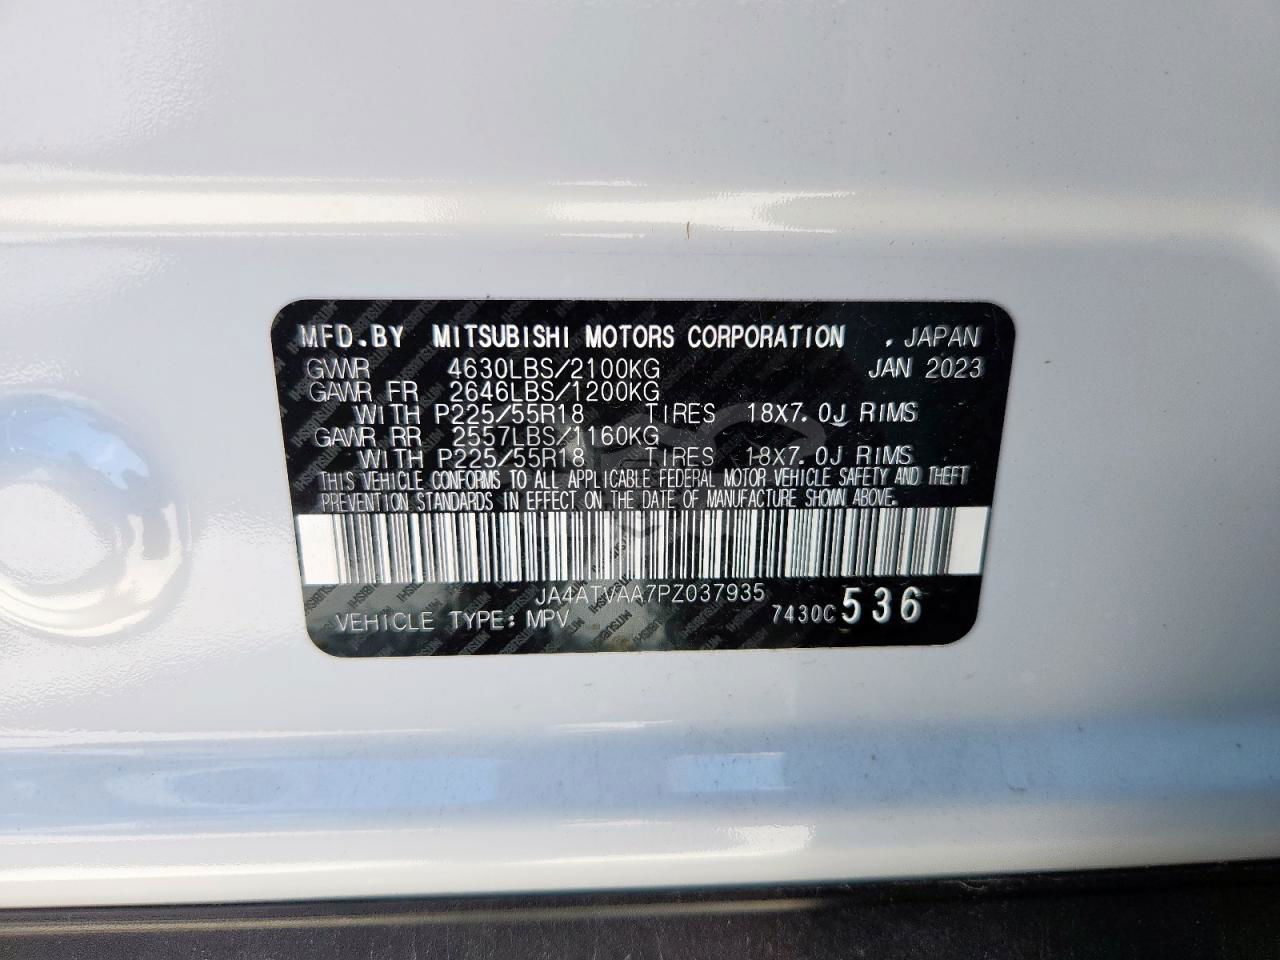 MFD.BY MITSUBISHI MOTORS CORPORATION , JAPAN
GVWR 4630LBS/2100KG JAN 2023
GAWR FR 2646LBS/1200KG
WITH P225/55R18 TIRES 18X7.0J RIMS
GAWR RR 2557LBS/1160KG
WITH P225/55R18 TIRES 18X7.0J RIMS
THIS VEHICLE CONFORMS TO ALL APPLICABLE FEDERAL MOTOR VEHICLE SAFETY AND THEFT
PREVENTION STANDARDS IN EFFECT ON THE DATE OF MANUFACTURE SHOWN ABOVE.
JA4ATVAA7PZ037935
VEHICLE TYPE: MPV 7430C 536